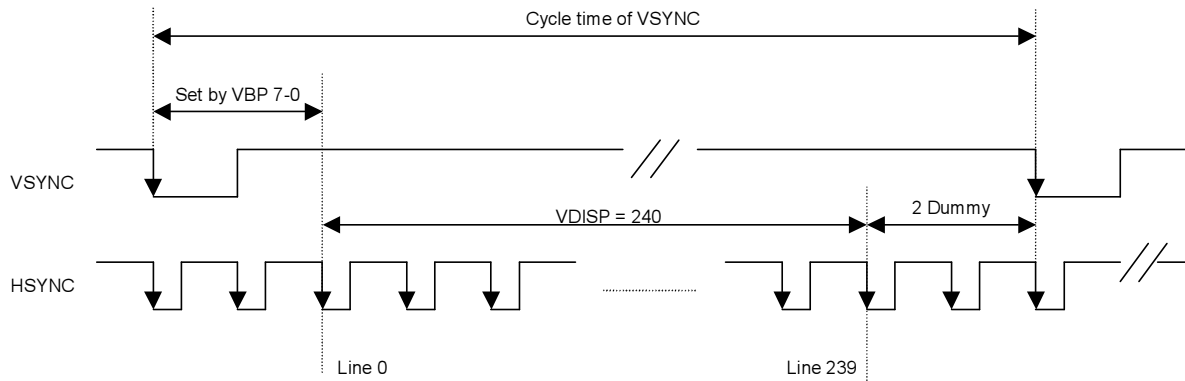 Cycle time of VSYNC
Set by VBP 7-0
VSYNC
VDISP = 240
2 Dummy
HSYNC
Line 0
Line 239